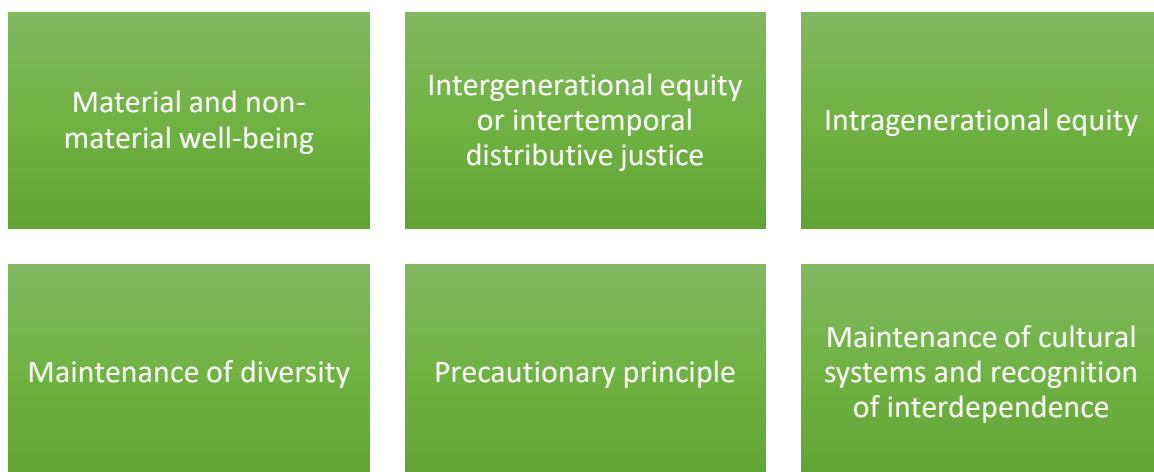 Material and non-
material well-being
Intergenerational equity
or intertemporal
distributive justice
Intragenerational equity
Maintenance of diversity
Precautionary principle
Maintenance of cultural
systems and recognition
of interdependence